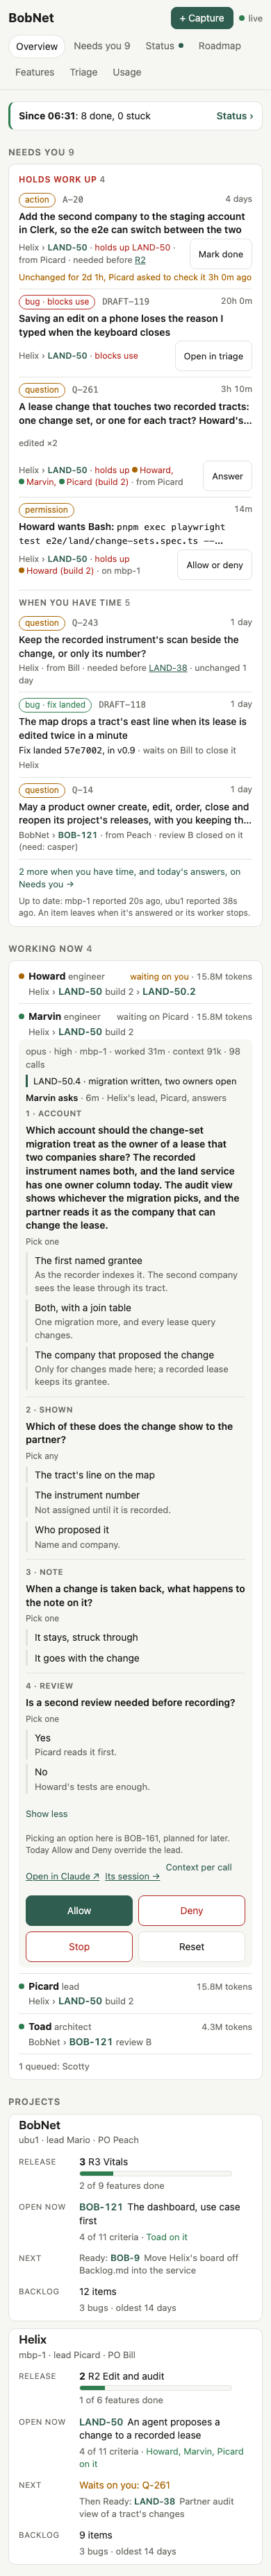 BobNet
+ Capture
live
Overview
Needs you 9
Status
Roadmap
Features
Triage
Usage
Since 06:31: 8 done, 0 stuck
Status ›
NEEDS YOU 9
HOLDS WORK UP 4
action A-20
4 days
Add the second company to the staging account
in Clerk, so the e2e can switch between the two
Helix › LAND-50 · holds up LAND-50 ·
from Picard · needed before R2
Mark done
Unchanged for 2d 1h, Picard asked to check it 3h 0m ago
bug · blocks use DRAFT-119
20h 0m
Saving an edit on a phone loses the reason I
typed when the keyboard closes
Helix › LAND-50 · blocks use
Open in triage
question Q-261
3h 10m
A lease change that touches two recorded tracts:
one change set, or one for each tract? Howard's…
edited ×2
Helix › LAND-50 · holds up Howard,
Marvin, Picard (build 2) · from Picard
Answer
permission
14m
Howard wants Bash: pnpm exec playwright
test e2e/land/change-sets.spec.ts --…
Helix › LAND-50 · holds up
Howard (build 2) · on mbp-1
Allow or deny
WHEN YOU HAVE TIME 5
question Q-243
1 day
Keep the recorded instrument's scan beside the
change, or only its number?
Helix · from Bill · needed before LAND-38 · unchanged 1
day
bug · fix landed DRAFT-118
1 day
The map drops a tract's east line when its lease is
edited twice in a minute
Fix landed 57e7002, in v0.9 · waits on Bill to close it
Helix
question Q-14
1 day
May a product owner create, edit, order, close and
reopen its project's releases, with you keeping th…
BobNet › BOB-121 · from Peach · review B closed on it
(need: casper)
2 more when you have time, and today's answers, on
Needs you →
Up to date: mbp-1 reported 20s ago, ubu1 reported 38s
ago. An item leaves when it's answered or its worker stops.
WORKING NOW 4
Howard engineer
waiting on you · 15.8M tokens
Helix › LAND-50 build 2 › LAND-50.2
Marvin engineer
waiting on Picard · 15.8M tokens
Helix › LAND-50 build 2
opus · high · mbp-1 · worked 31m · context 91k · 98
calls
LAND-50.4 · migration written, two owners open
Marvin asks · 6m · Helix's lead, Picard, answers
1 · ACCOUNT
Which account should the change-set
migration treat as the owner of a lease that
two companies share? The recorded
instrument names both, and the land service
has one owner column today. The audit view
shows whichever the migration picks, and the
partner reads it as the company that can
change the lease.
Pick one
The first named grantee
As the recorder indexes it. The second company
sees the lease through its tract.
Both, with a join table
One migration more, and every lease query
changes.
The company that proposed the change
Only for changes made here; a recorded lease
keeps its grantee.
2 · SHOWN
Which of these does the change show to the
partner?
Pick any
The tract's line on the map
The instrument number
Not assigned until it is recorded.
Who proposed it
Name and company.
3 · NOTE
When a change is taken back, what happens to
the note on it?
Pick one
It stays, struck through
It goes with the change
4 · REVIEW
Is a second review needed before recording?
Pick one
Yes
Picard reads it first.
No
Howard's tests are enough.
Show less
Picking an option here is BOB-161, planned for later.
Today Allow and Deny override the lead.
Open in Claude ↗ Its session →
Context per call
Allow
Deny
Stop
Reset
Picard lead
15.8M tokens
Helix › LAND-50 build 2
Toad architect
4.3M tokens
BobNet › BOB-121 review B
1 queued: Scotty
PROJECTS
BobNet
ubu1 · lead Mario · PO Peach
RELEASE
3 R3 Vitals
2 of 9 features done
OPEN NOW
BOB-121 The dashboard, use case
first
4 of 11 criteria · Toad on it
NEXT
Ready: BOB-9 Move Helix's board off
Backlog.md into the service
BACKLOG
12 items
3 bugs · oldest 14 days
Helix
mbp-1 · lead Picard · PO Bill
RELEASE
2 R2 Edit and audit
1 of 6 features done
OPEN NOW
LAND-50 An agent proposes a
change to a recorded lease
4 of 11 criteria · Howard, Marvin, Picard
on it
NEXT
Waits on you: Q-261
Then Ready: LAND-38 Partner audit
view of a tract's changes
BACKLOG
9 items
3 bugs · oldest 14 days